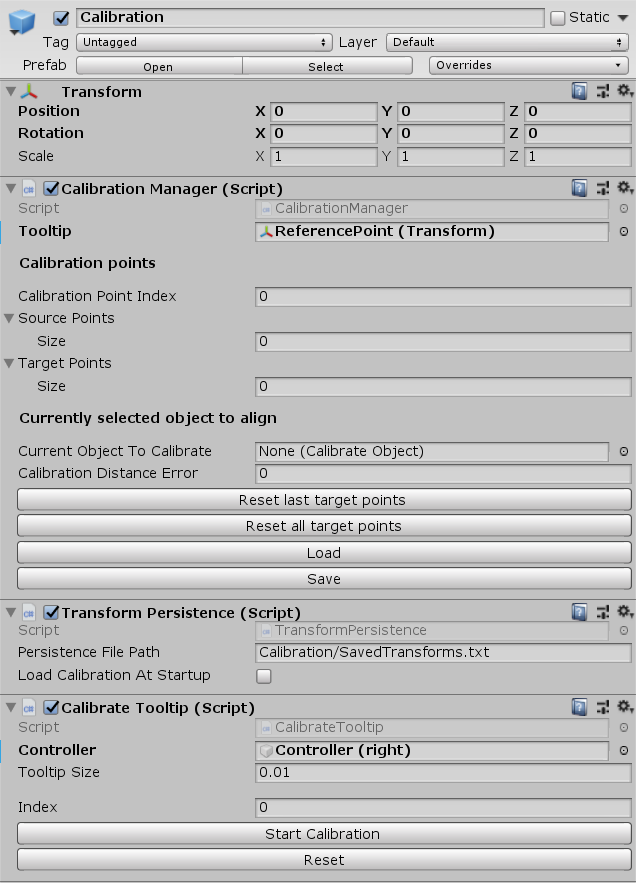 Calibration Static
Tag Untagged Layer Default
Prefab Open Select Overrides
Transform
Position X 0 Y 0 Z 0
Rotation X 0 Y 0 Z 0
Scale X 1 Y 1 Z 1
Calibration Manager (Script)
Script CalibrationManager
Tooltip ReferencePoint (Transform)
Calibration points
Calibration Point Index 0
Source Points
Size 0
Target Points
Size 0
Currently selected object to align
Current Object To Calibrate None (Calibrate Object)
Calibration Distance Error 0
Reset last target points
Reset all target points
Load
Save
Transform Persistence (Script)
Script TransformPersistence
Persistence File Path Calibration/SavedTransforms.txt
Load Calibration At Startup
Calibrate Tooltip (Script)
Script CalibrateTooltip
Controller Controller (right)
Tooltip Size 0.01
Index 0
Start Calibration
Reset